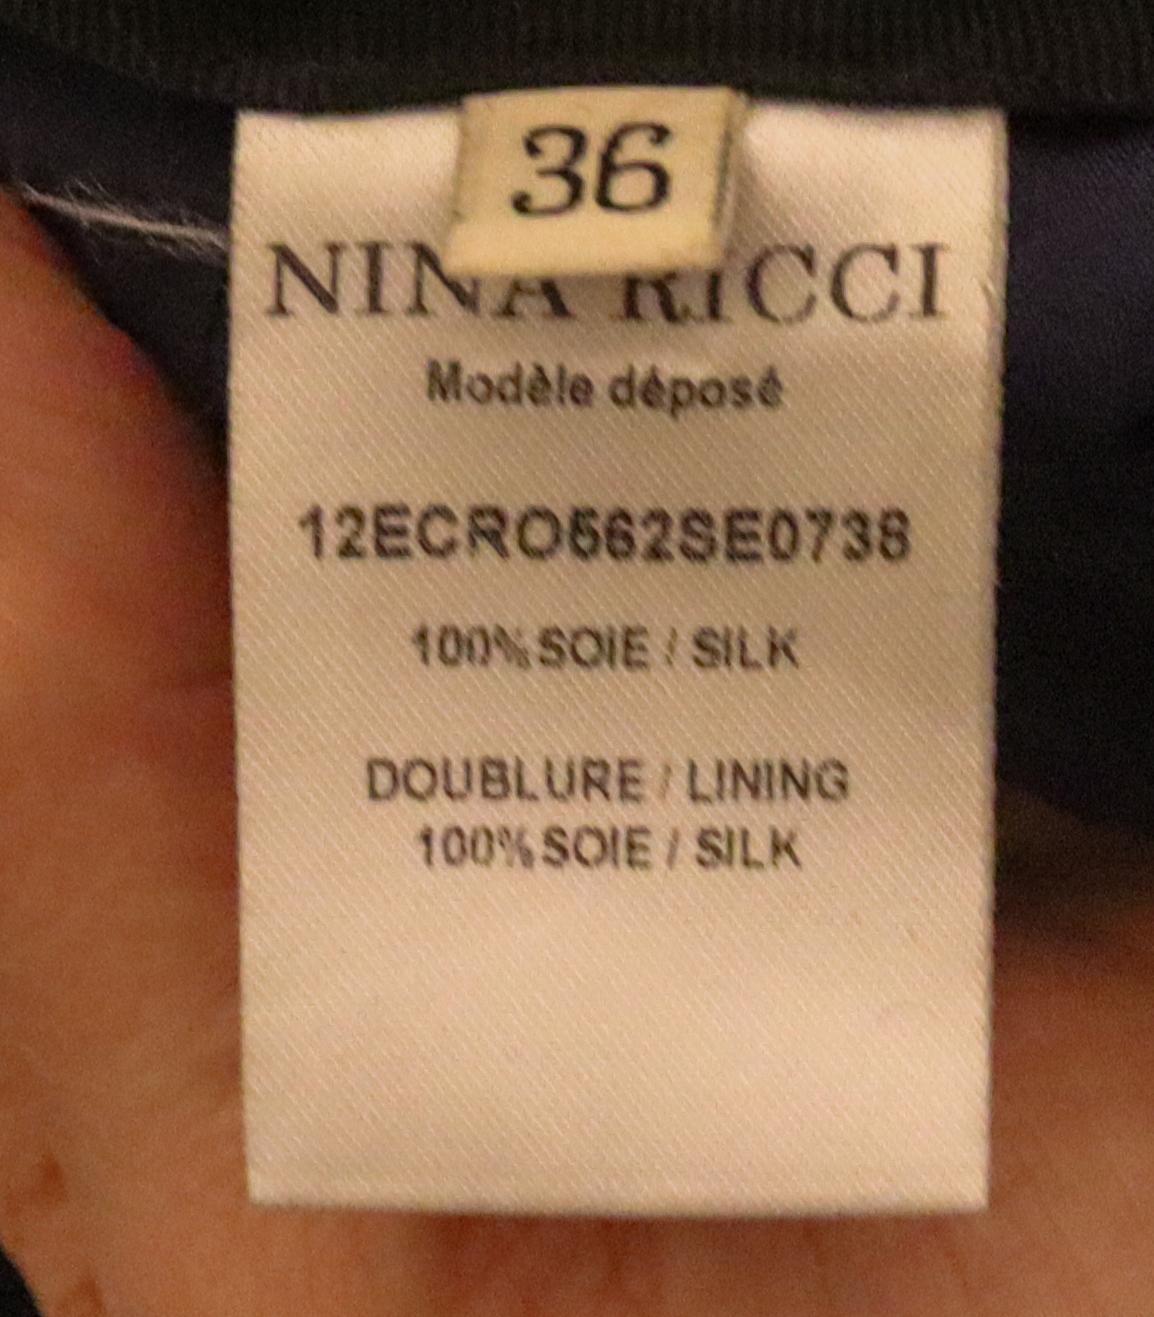 36
NINA RICCI
Modèle déposé
12ECRO562SE0738
100% SOIE / SILK
DOUBLURE / LINING
100% SOIE / SILK